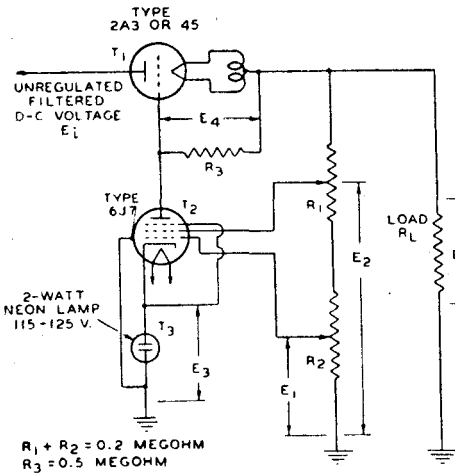 TYPE
2A3 OR 45
T1
UNREGULATED
FILTERED
D-C VOLTAGE
Ei
E4
R3
TYPE
6J7
T2
R1
LOAD
RL
E2
E
2-WATT
NEON LAMP
115-125 V.
T3
E3
R2
E1
R1 + R2 = 0.2 MEGOHM
R3 = 0.5 MEGOHM